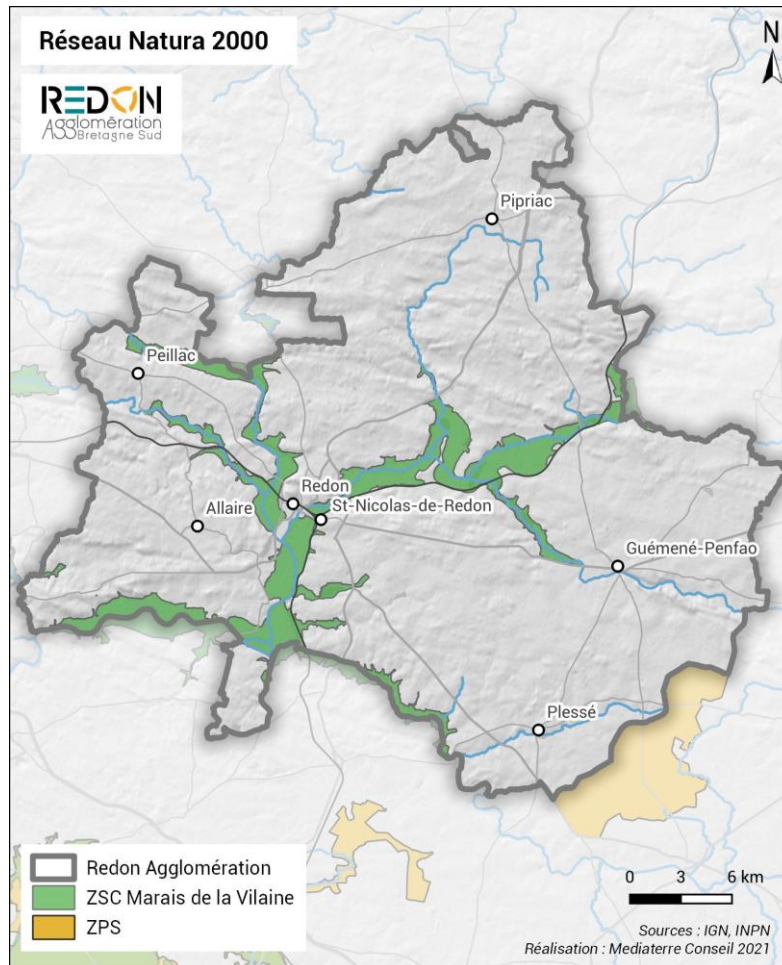 Réseau Natura 2000
N
REDON
Agglomération
Bretagne Sud
Pipriac
Peillac
Redon
St-Nicolas-de-Redon
Allaire
Guémené-Penfao
Plessé
Redon Agglomération
ZSC Marais de la Vilaine
ZPS
0 3 6 km
Sources : IGN, INPN
Réalisation : Mediaterre Conseil 2021